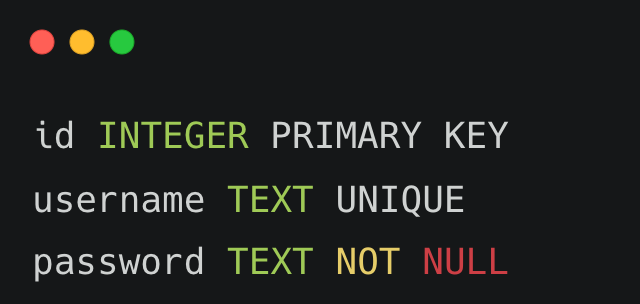 id INTEGER PRIMARY KEY
username TEXT UNIQUE
password TEXT NOT NULL